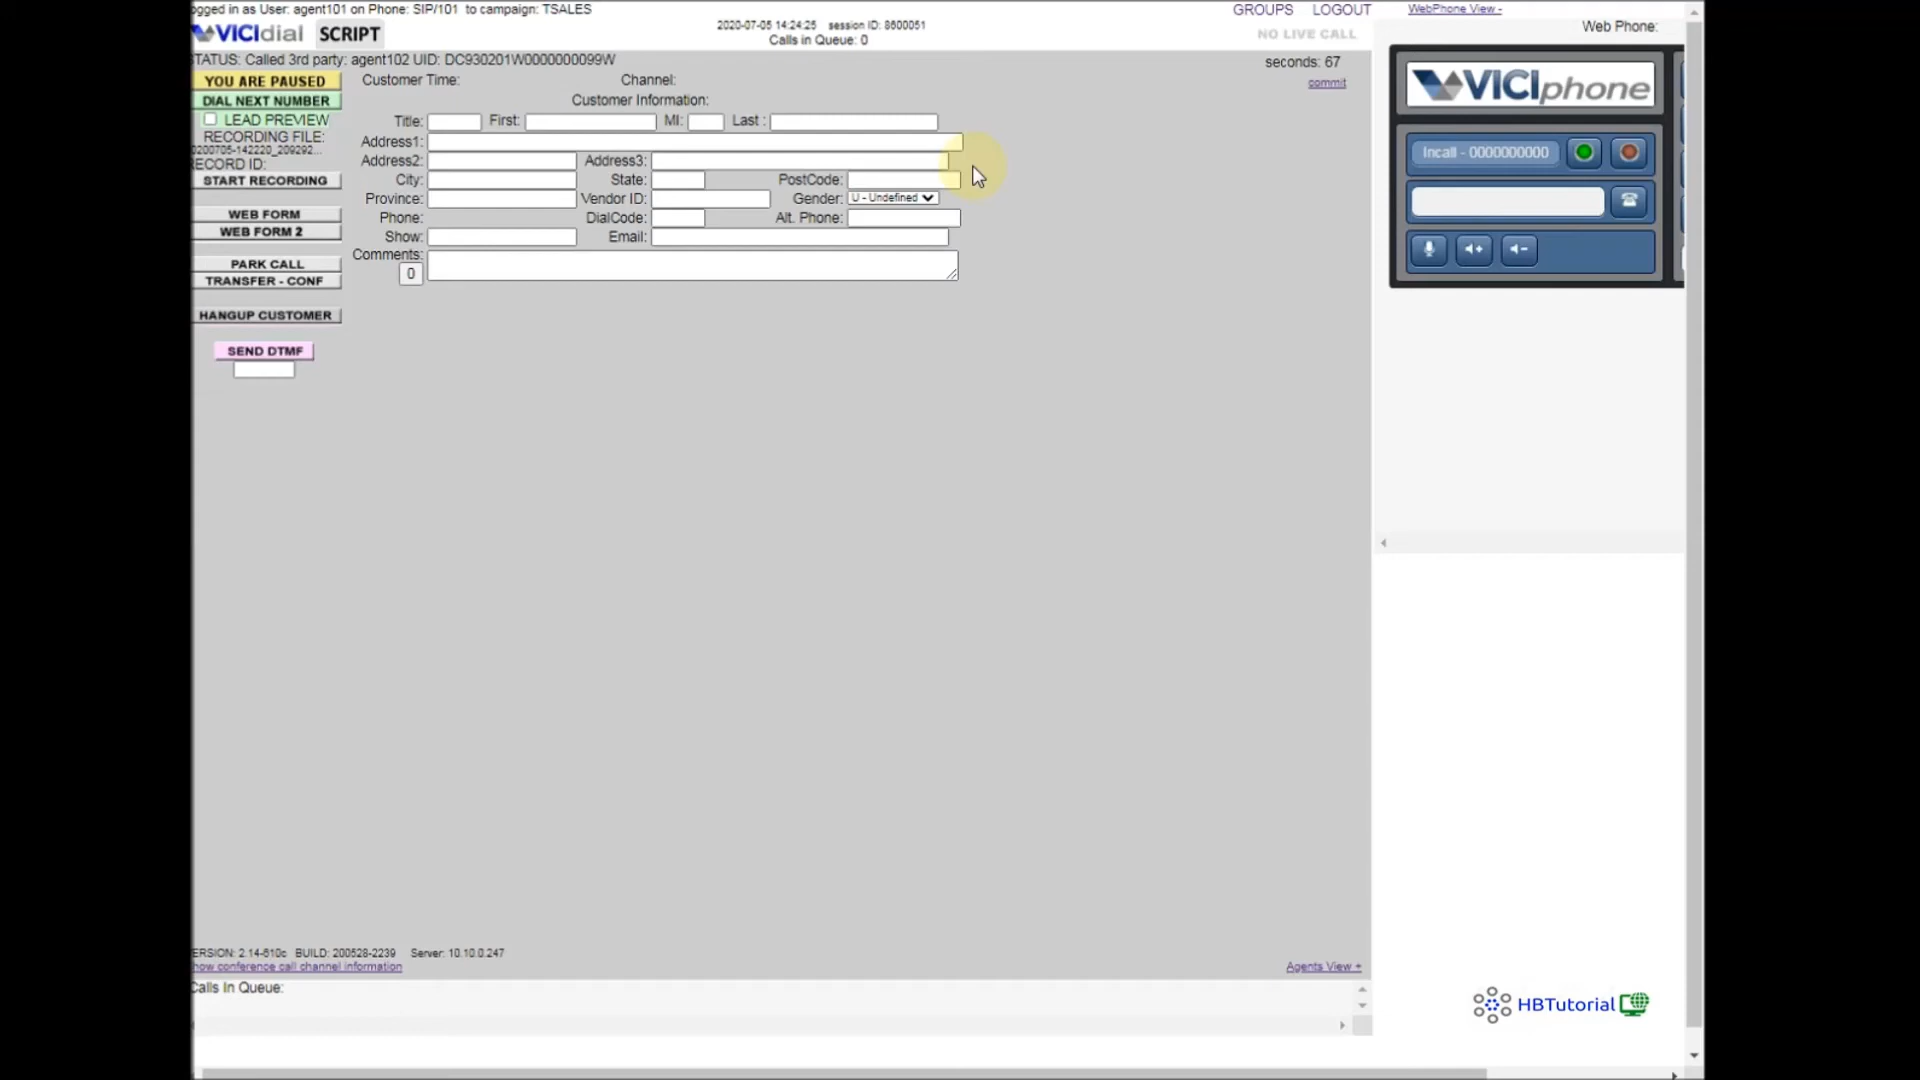 ogged in as User: agent101 on Phone: SIP/101 to campaign: TSALES
GROUPS LOGOUT
WebPhone View -
VICIdial SCRIPT
2020-07-05 14:24:25 session ID: 8600051
Calls in Queue: 0
NO LIVE CALL
Web Phone:
TATUS: Called 3rd party: agent102 UID: DC930201W0000000099W
seconds: 67
YOU ARE PAUSED
Customer Time: Channel:
commit
DIAL NEXT NUMBER
Customer Information:
LEAD PREVIEW
Title: First: MI: Last :
RECORDING FILE:
0200705-142220_209292...
RECORD ID:
START RECORDING
Address1:
Address2: Address3:
City: State: PostCode:
Province: Vendor ID: Gender: U - Undefined
Phone: DialCode: Alt. Phone:
Show: Email:
Comments:
0
WEB FORM
WEB FORM 2
PARK CALL
TRANSFER - CONF
HANGUP CUSTOMER
SEND DTMF
VICIphone
Incall - 0000000000
ERSION: 2.14-610c BUILD: 200528-2239 Server: 10.10.0.247
how conference call channel information
Agents View +
Calls In Queue:
HBTutorial